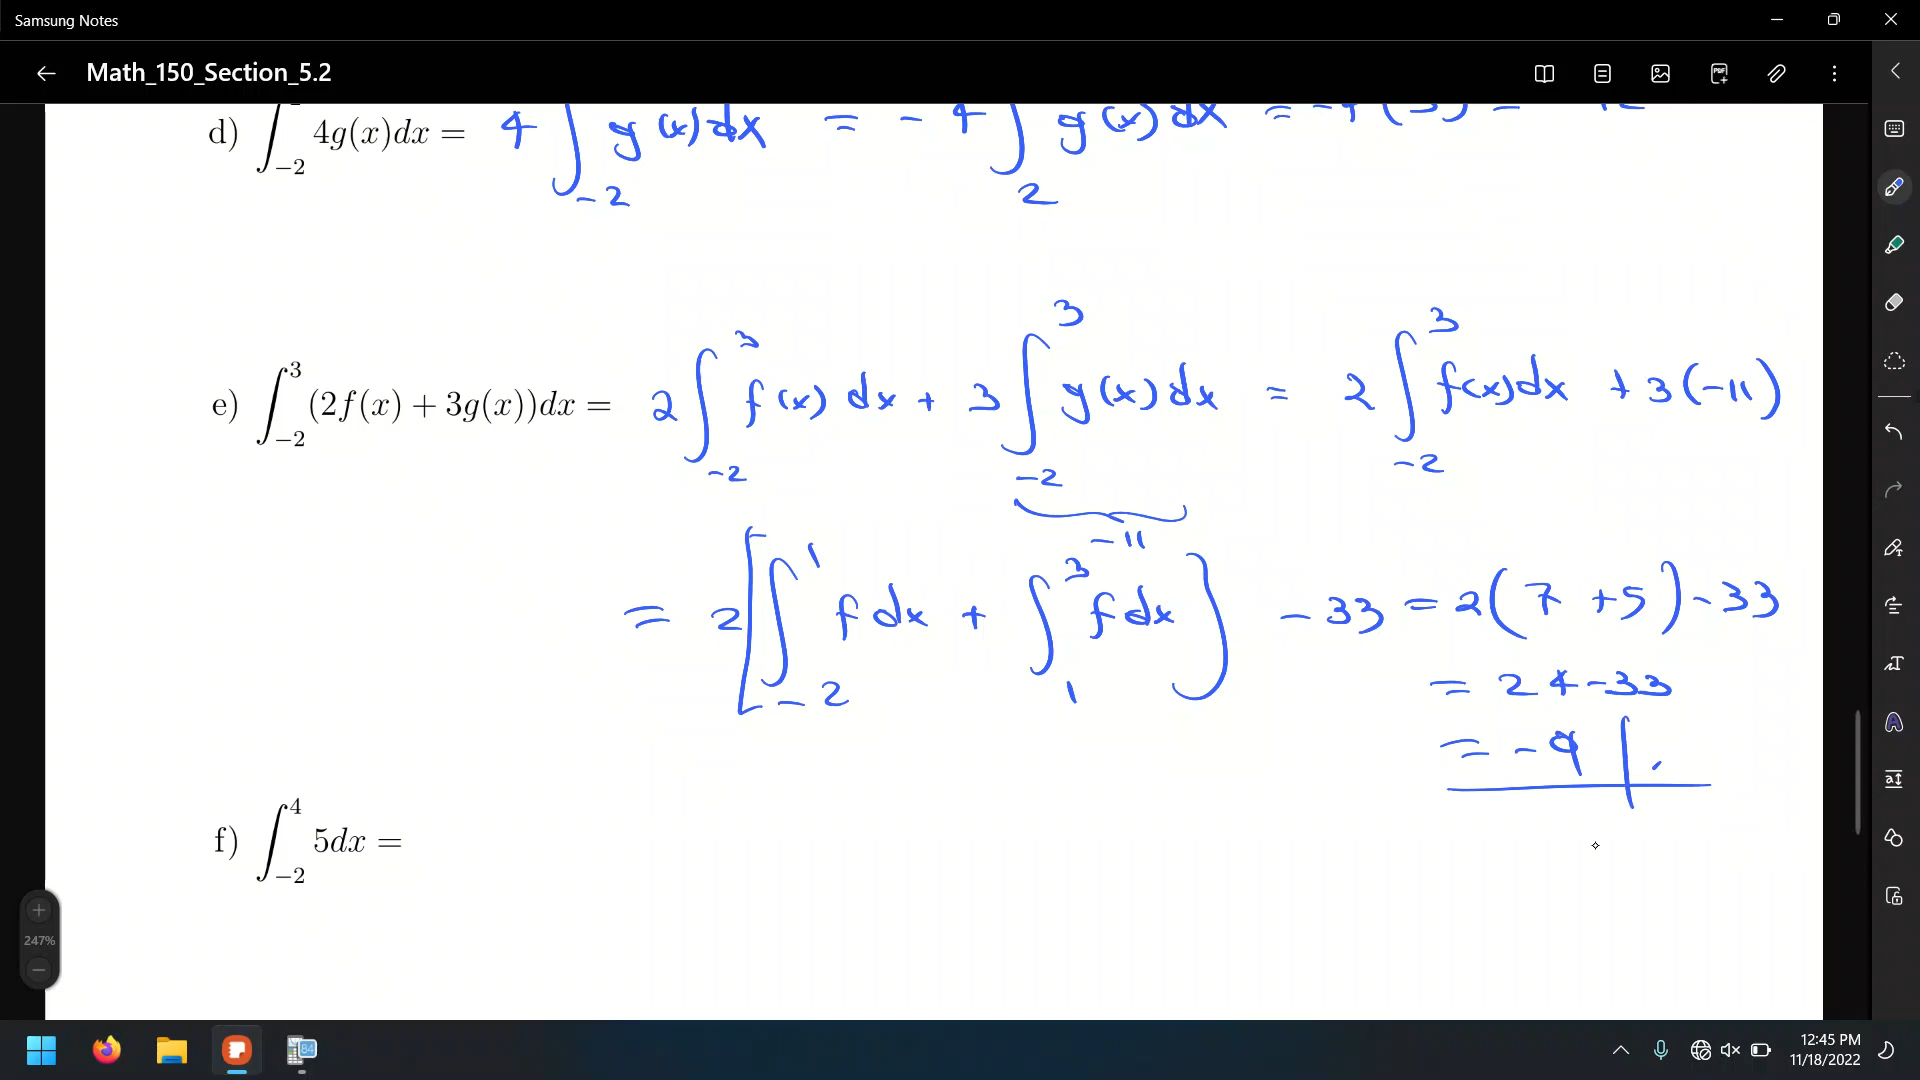 Samsung Notes
Math_150_Section_5.2
d) ∫_{-2} 4g(x)dx = 4 ∫_{-2} g(x)dx = -4 ∫_{2} g(x)dx =
e) ∫_{-2}^{3} (2f(x) + 3g(x))dx = 2 ∫_{-2}^{3} f(x) dx + 3 ∫_{-2}^{3} g(x) dx = 2 ∫_{-2}^{3} f(x)dx + 3(-11)
-11
= 2[∫_{-2}^{1} f dx + ∫_{1}^{3} f dx] - 33 = 2(7 + 5) - 33
= 24 - 33
= -9
f) ∫_{-2}^{4} 5dx =
247%
12:45 PM
11/18/2022